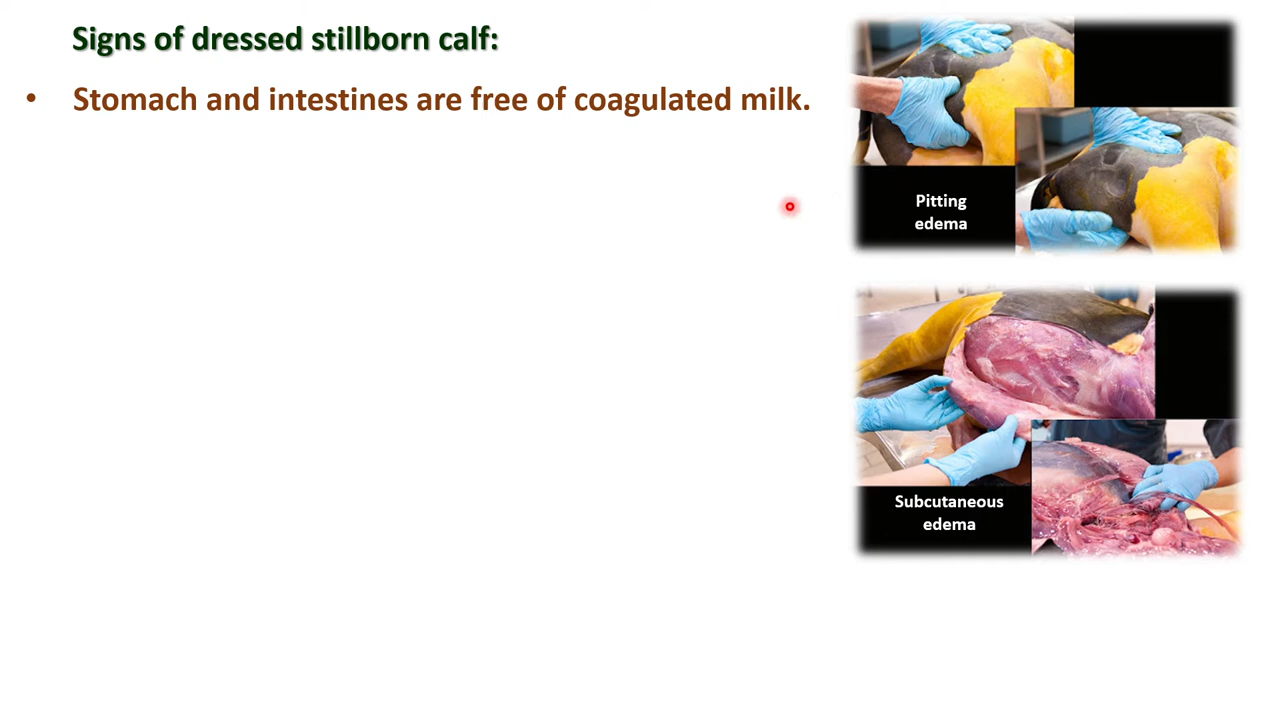 Signs of dressed stillborn calf:
• Stomach and intestines are free of coagulated milk.
Pitting
edema
Subcutaneous
edema